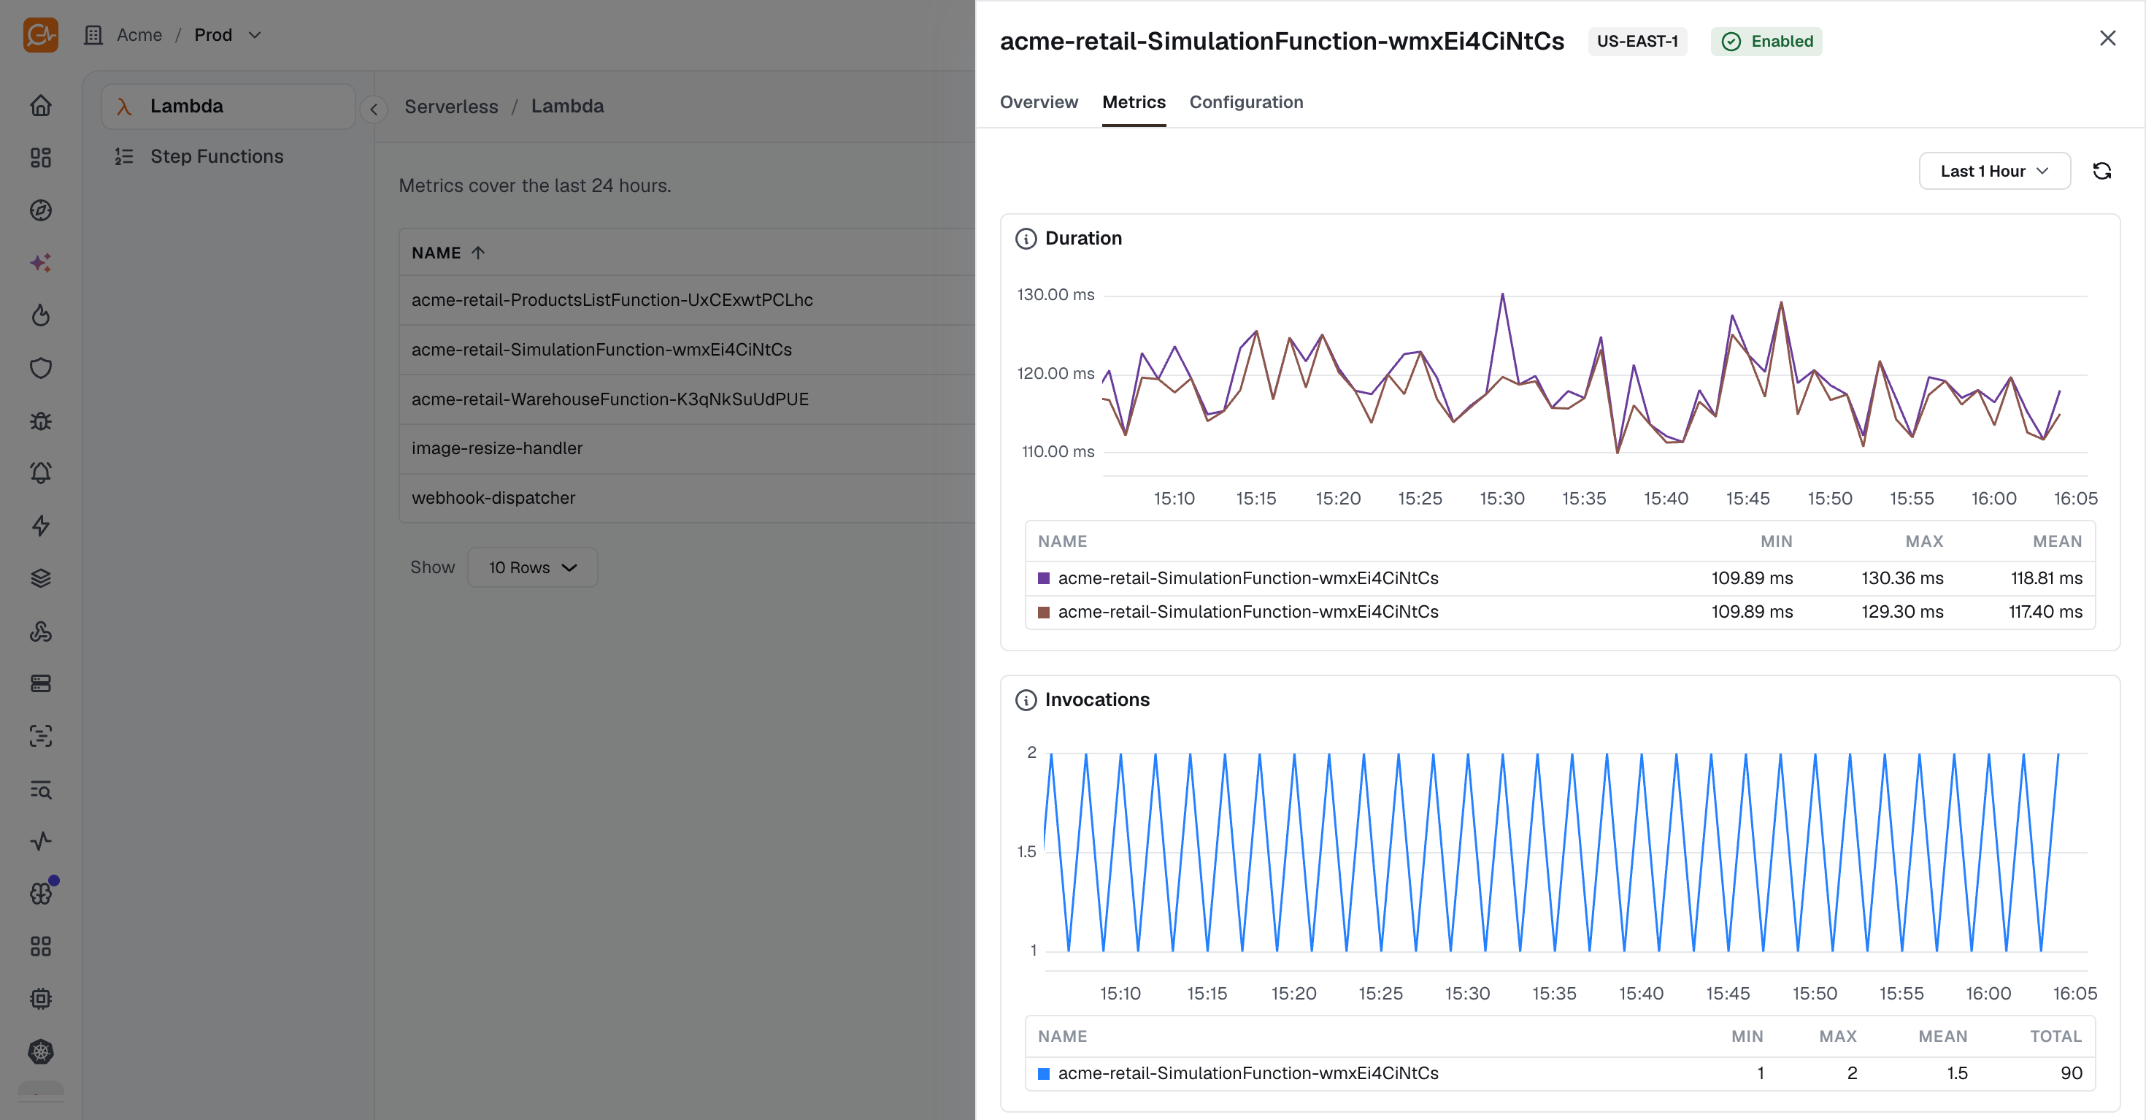 Acme / Prod
Lambda
Step Functions
Serverless / Lambda
Metrics cover the last 24 hours.
NAME
acme-retail-ProductsListFunction-UxCExwtPCLhc
acme-retail-SimulationFunction-wmxEi4CiNtCs
acme-retail-WarehouseFunction-K3qNkSuUdPUE
image-resize-handler
webhook-dispatcher
Show 10 Rows
acme-retail-SimulationFunction-wmxEi4CiNtCs US-EAST-1 Enabled
Overview Metrics Configuration
Last 1 Hour
Duration
130.00 ms
120.00 ms
110.00 ms
15:10 15:15 15:20 15:25 15:30 15:35 15:40 15:45 15:50 15:55 16:00 16:05
NAME MIN MAX MEAN
acme-retail-SimulationFunction-wmxEi4CiNtCs 109.89 ms 130.36 ms 118.81 ms
acme-retail-SimulationFunction-wmxEi4CiNtCs 109.89 ms 129.30 ms 117.40 ms
Invocations
2
1.5
1
15:10 15:15 15:20 15:25 15:30 15:35 15:40 15:45 15:50 15:55 16:00 16:05
NAME MIN MAX MEAN TOTAL
acme-retail-SimulationFunction-wmxEi4CiNtCs 1 2 1.5 90